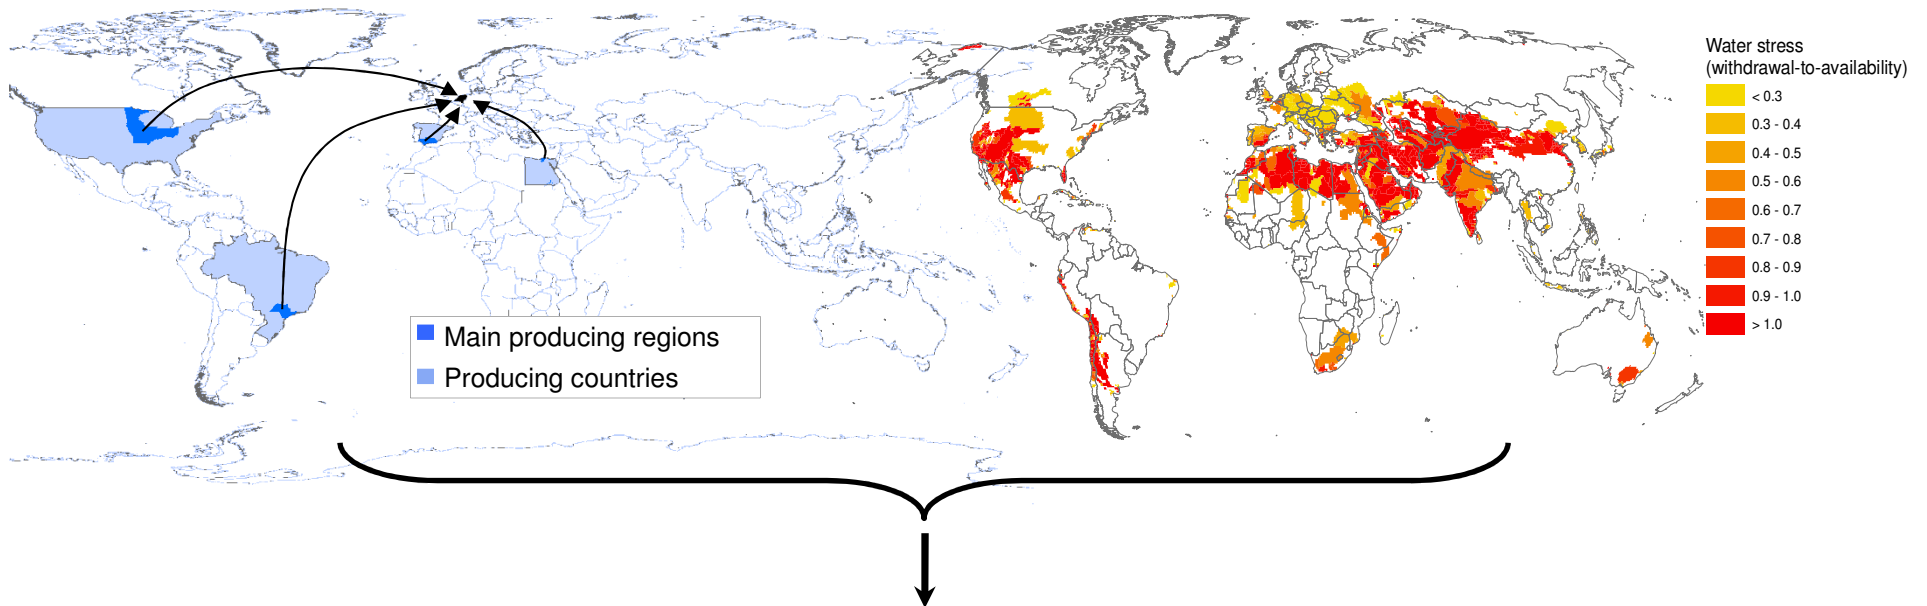 Main producing regions
Producing countries
Water stress
(withdrawal-to-availability)
< 0.3
0.3 - 0.4
0.4 - 0.5
0.5 - 0.6
0.6 - 0.7
0.7 - 0.8
0.8 - 0.9
0.9 - 1.0
> 1.0